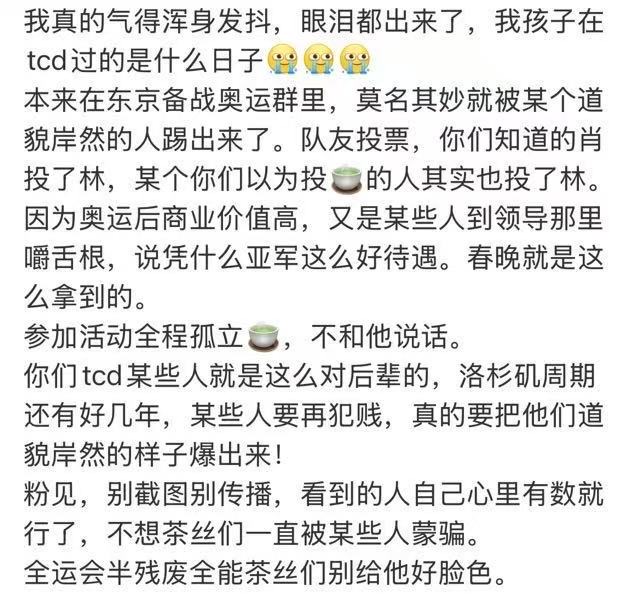 我真的气得浑身发抖，眼泪都出来了，我孩子在
tcd过的是什么日子😭😭😭
本来在东京备战奥运群里，莫名其妙就被某个道
貌岸然的人踢出来了。队友投票，你们知道的肖
投了林，某个你们以为投🍵的人其实也投了林。
因为奥运后商业价值高，又是某些人到领导那里
嚼舌根，说凭什么亚军这么好待遇。春晚就是这
么拿到的。
参加活动全程孤立🍵，不和他说话。
你们tcd某些人就是这么对后辈的，洛杉矶周期
还有好几年，某些人要再犯贱，真的要把他们道
貌岸然的样子爆出来！
粉见，别截图别传播，看到的人自己心里有数就
行了，不想茶丝们一直被某些人蒙骗。
全运会半残废全能茶丝们别给他好脸色。